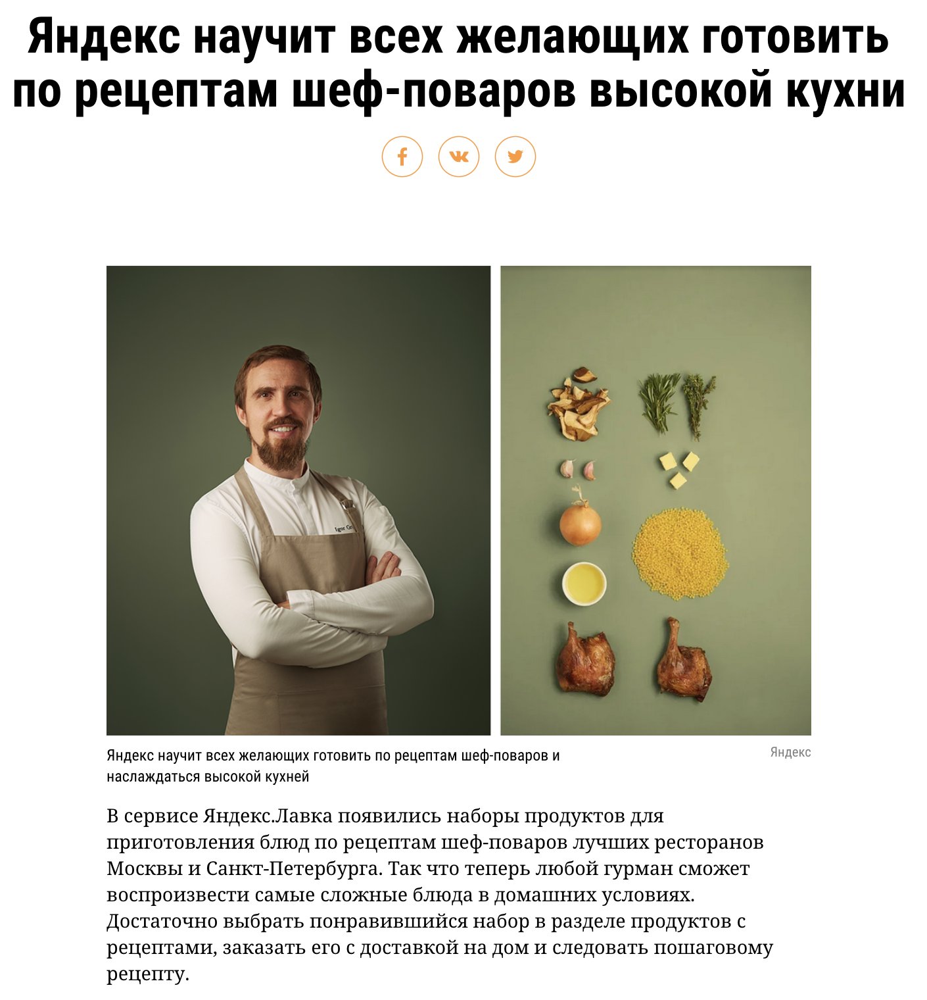 Яндекс научит всех желающих готовить
по рецептам шеф-поваров высокой кухни
Igor
Яндекс научит всех желающих готовить по рецептам шеф-поваров и
наслаждаться высокой кухней
Яндекс
В сервисе Яндекс.Лавка появились наборы продуктов для
приготовления блюд по рецептам шеф-поваров лучших ресторанов
Москвы и Санкт-Петербурга. Так что теперь любой гурман сможет
воспроизвести самые сложные блюда в домашних условиях.
Достаточно выбрать понравившийся набор в разделе продуктов с
рецептами, заказать его с доставкой на дом и следовать пошаговому
рецепту.